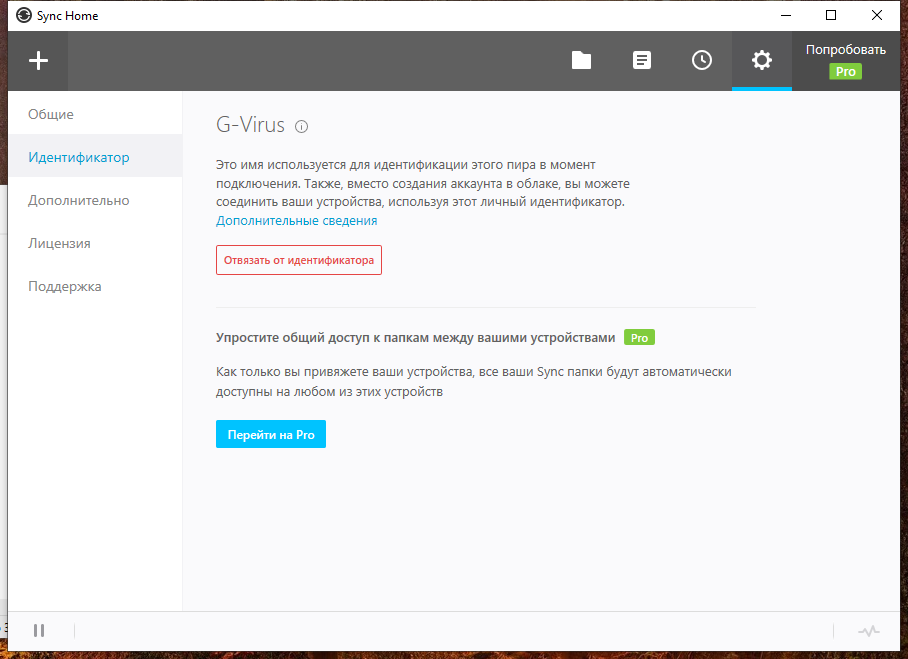 Sync Home
Попробовать
Pro
Общие
Идентификатор
Дополнительно
Лицензия
Поддержка
G-Virus
Это имя используется для идентификации этого пира в момент
подключения. Также, вместо создания аккаунта в облаке, вы можете
соединить ваши устройства, используя этот личный идентификатор.
Дополнительные сведения
Отвязать от идентификатора
Упростите общий доступ к папкам между вашими устройствами Pro
Как только вы привяжете ваши устройства, все ваши Sync папки будут автоматически
доступны на любом из этих устройств
Перейти на Pro